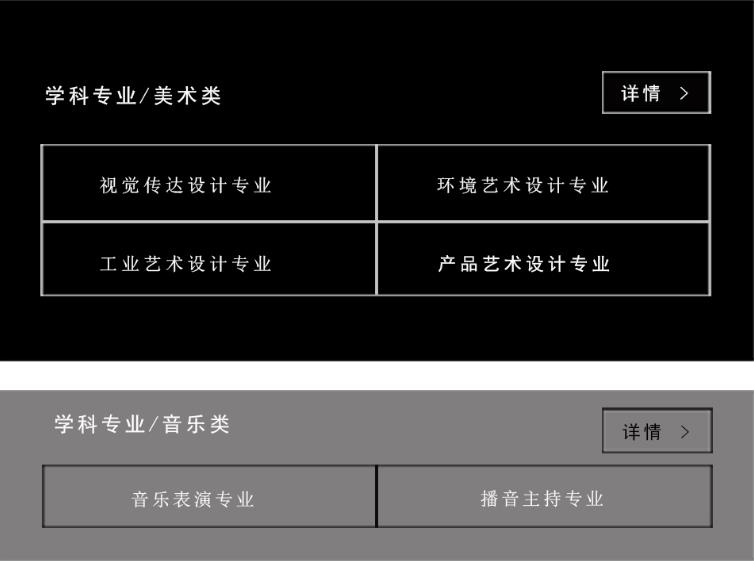 学科专业/美术类 详情 >
视觉传达设计专业 环境艺术设计专业
工业艺术设计专业 产品艺术设计专业
学科专业/音乐类 详情 >
音乐表演专业 播音主持专业